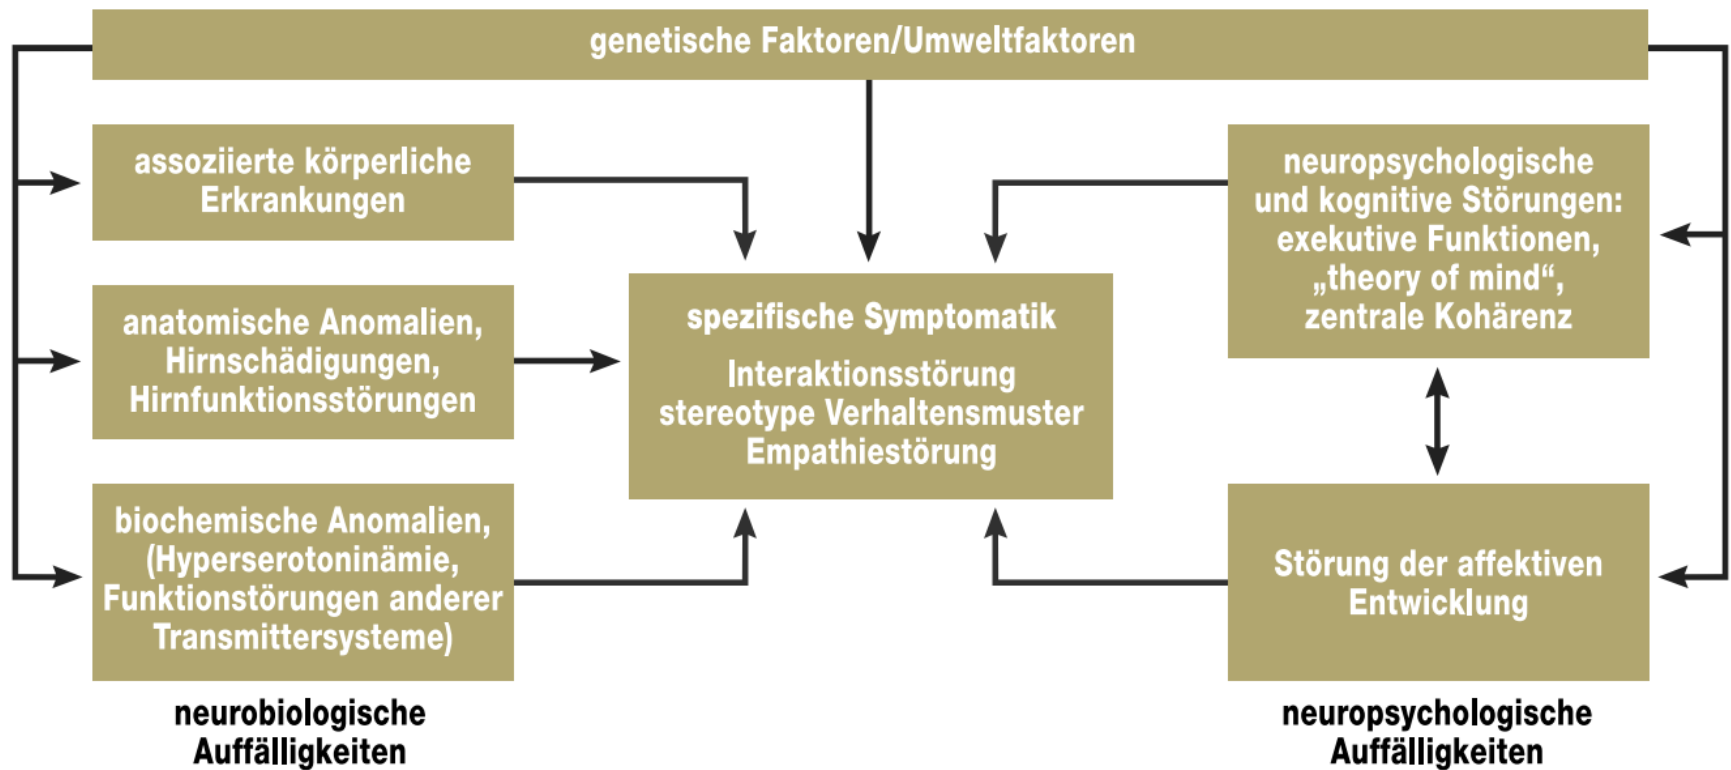 genetische Faktoren/Umweltfaktoren
assoziierte körperliche
Erkrankungen
anatomische Anomalien,
Hirnschädigungen,
Hirnfunktionsstörungen
biochemische Anomalien,
(Hyperserotoninämie,
Funktionstörungen anderer
Transmittersysteme)
neurobiologische
Auffälligkeiten
spezifische Symptomatik
Interaktionsstörung
stereotype Verhaltensmuster
Empathiestörung
neuropsychologische
und kognitive Störungen:
exekutive Funktionen,
„theory of mind“,
zentrale Kohärenz
Störung der affektiven
Entwicklung
neuropsychologische
Auffälligkeiten